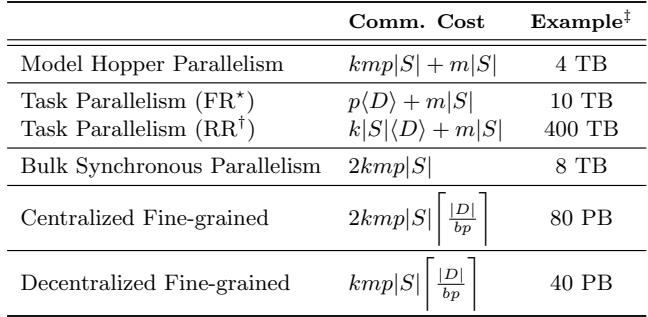 Comm. Cost Example‡
Model Hopper Parallelism kmp|S| + m|S| 4 TB
Task Parallelism (FR⋆) p⟨D⟩ + m|S| 10 TB
Task Parallelism (RR†) k|S|⟨D⟩ + m|S| 400 TB
Bulk Synchronous Parallelism 2kmp|S| 8 TB
Centralized Fine-grained 2kmp|S|⌈|D|/bp⌉ 80 PB
Decentralized Fine-grained kmp|S|⌈|D|/bp⌉ 40 PB